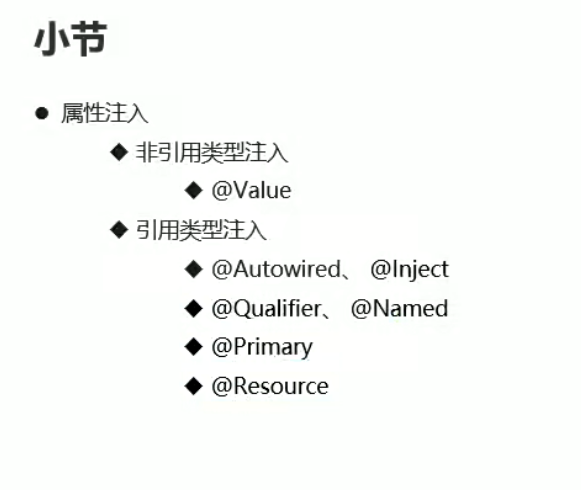 小节
属性注入
非引用类型注入
@Value
引用类型注入
@Autowired、 @Inject
@Qualifier、 @Named
@Primary
@Resource